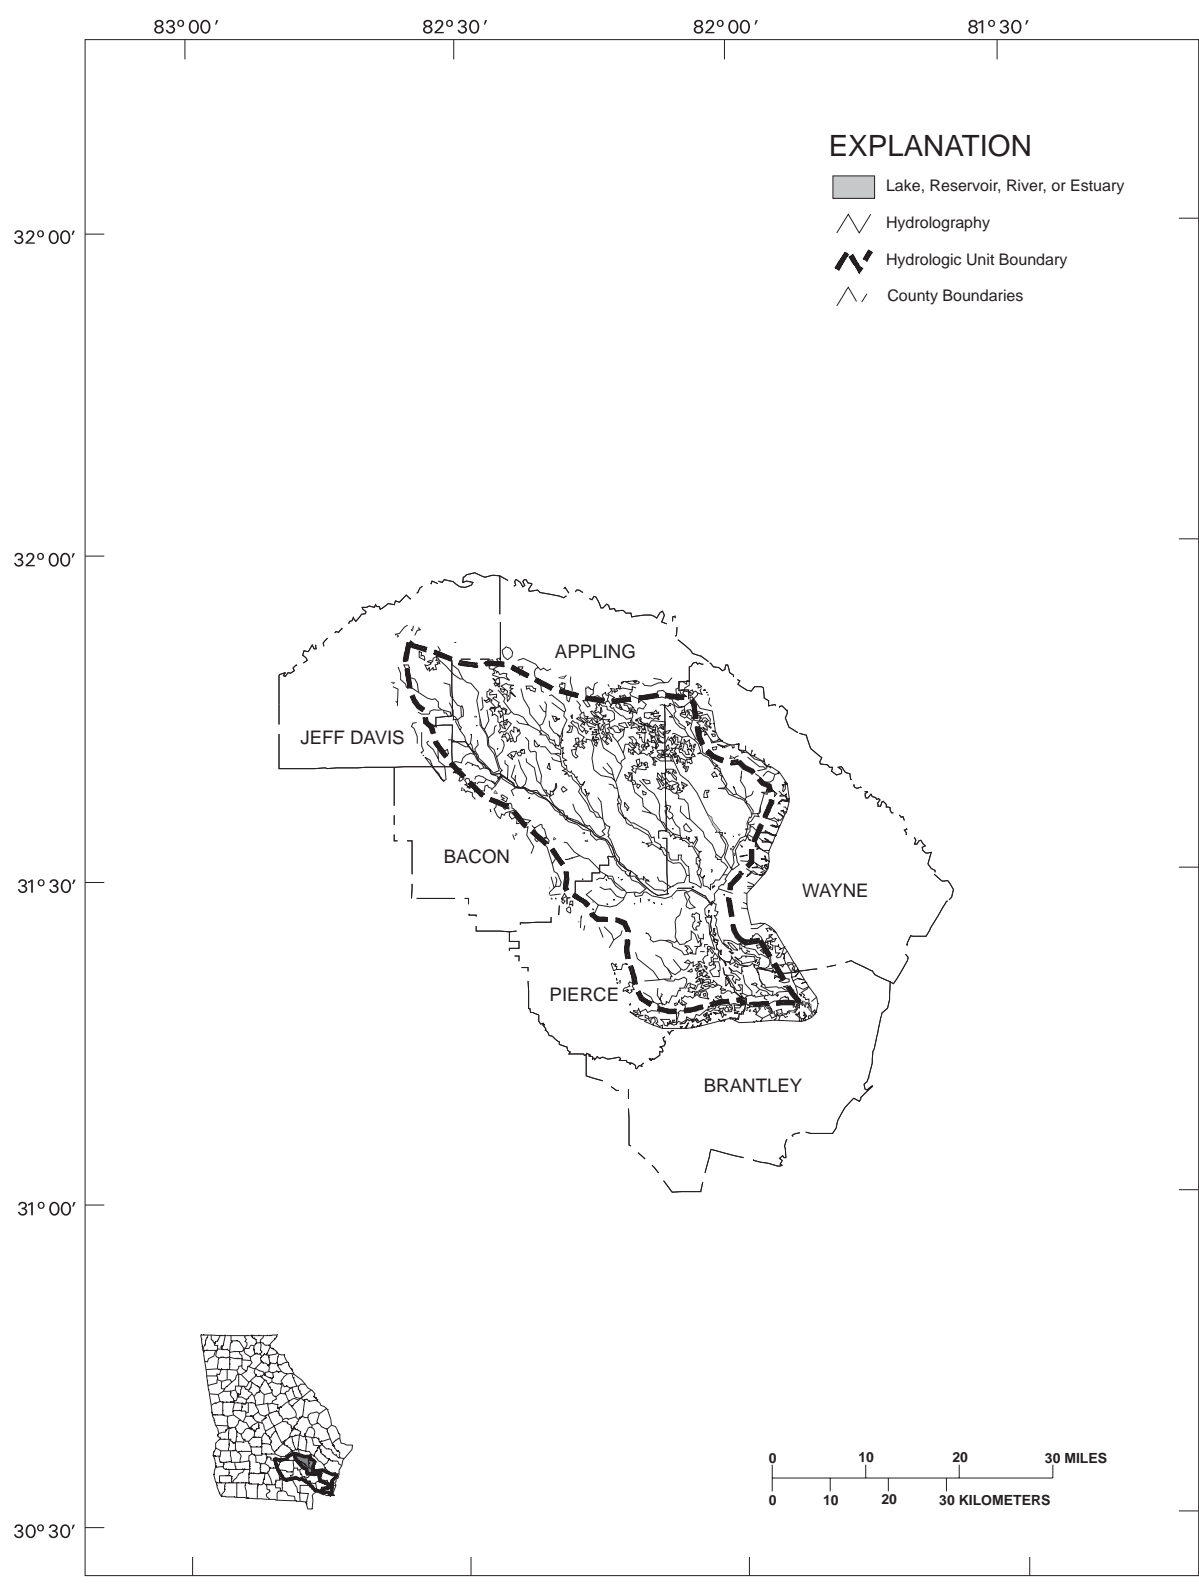 83° 00′ 82° 30′ 82° 00′ 81° 30′
EXPLANATION
Lake, Reservoir, River, or Estuary
32° 00′
Hydrolography
Hydrologic Unit Boundary
County Boundaries
32° 00′
APPLING
JEFF DAVIS
BACON
31° 30′
WAYNE
PIERCE
BRANTLEY
31° 00′
0 10 20 30 MILES
0 10 20 30 KILOMETERS
30° 30′